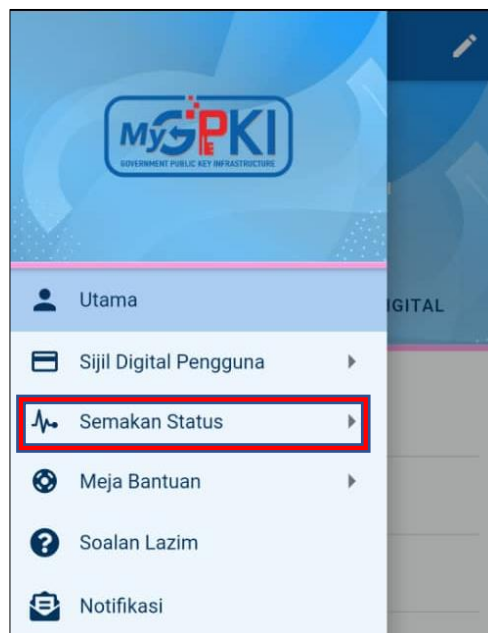 MyGPKI
GOVERNMENT PUBLIC KEY INFRASTRUCTURE
Utama
IGITAL
Sijil Digital Pengguna
Semakan Status
Meja Bantuan
Soalan Lazim
Notifikasi